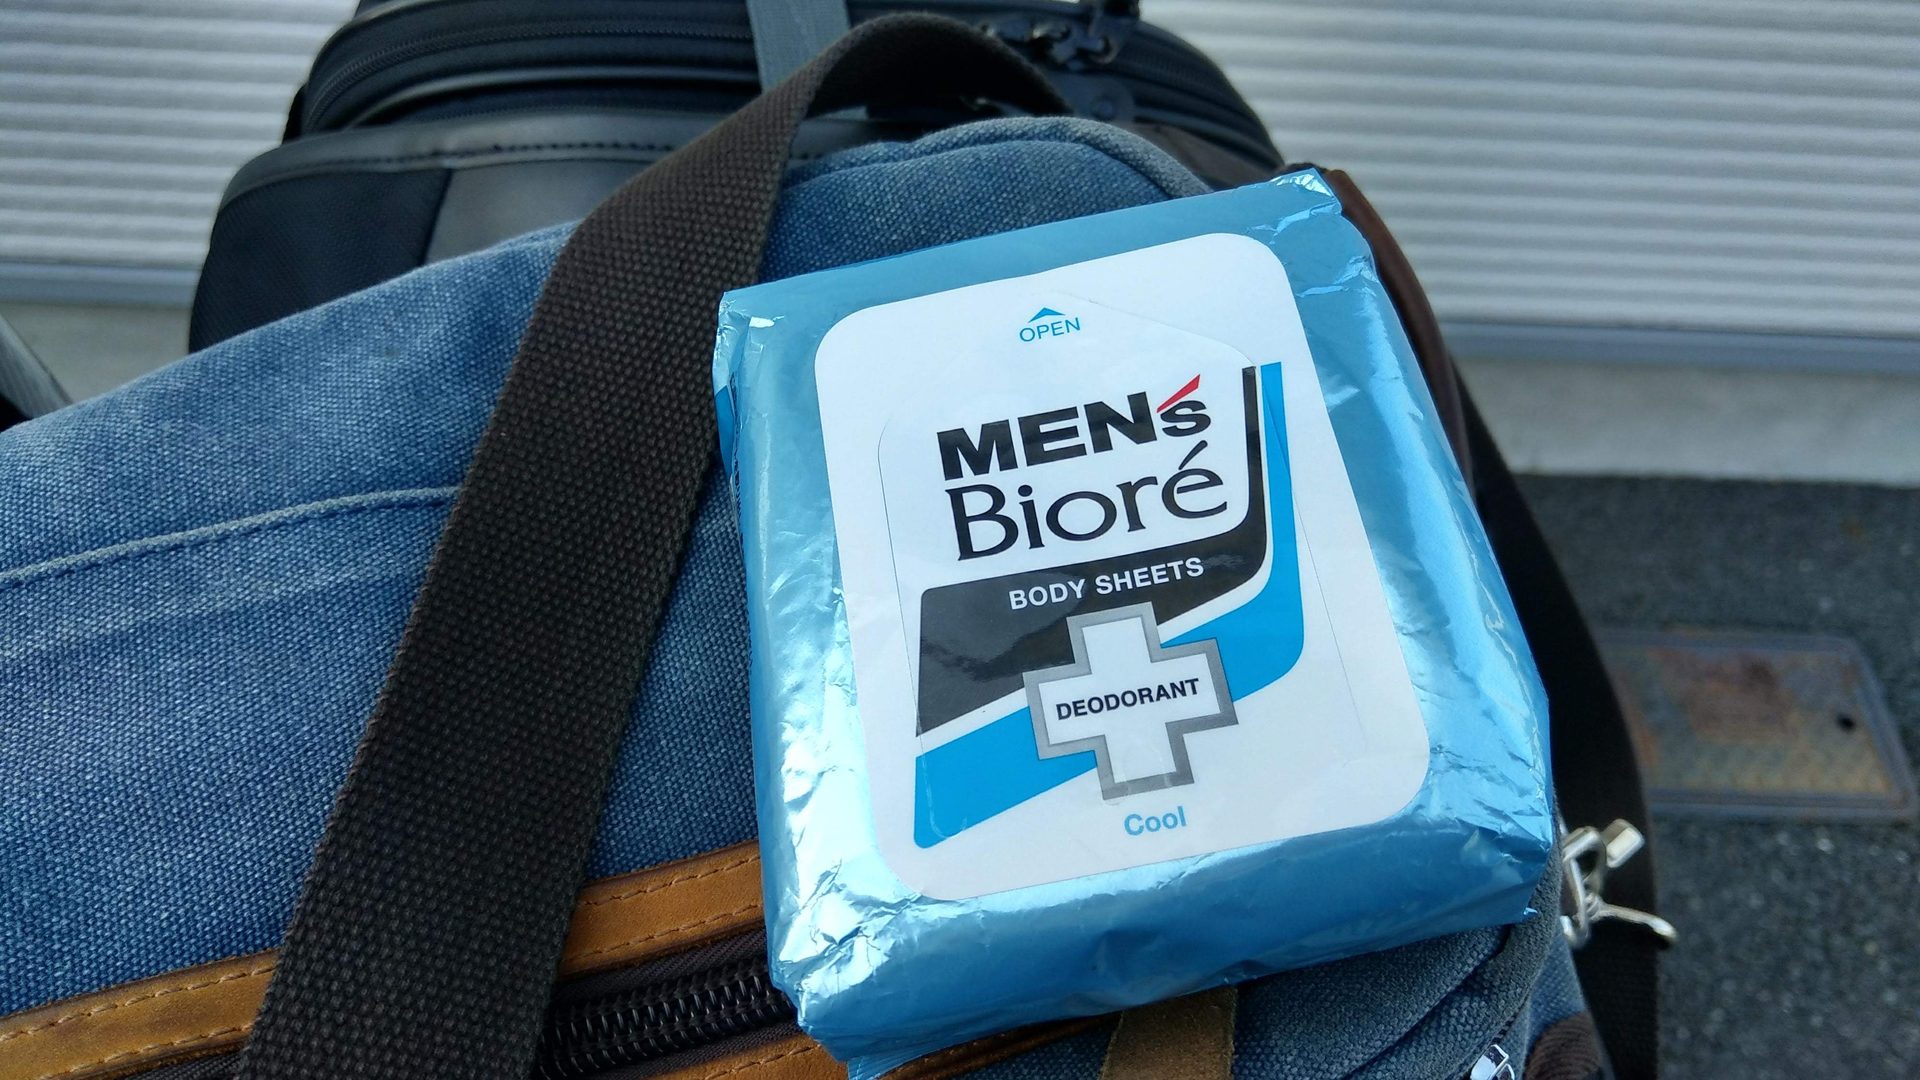 OPEN
MEN's
Bioré
BODY SHEETS
DEODORANT
Cool